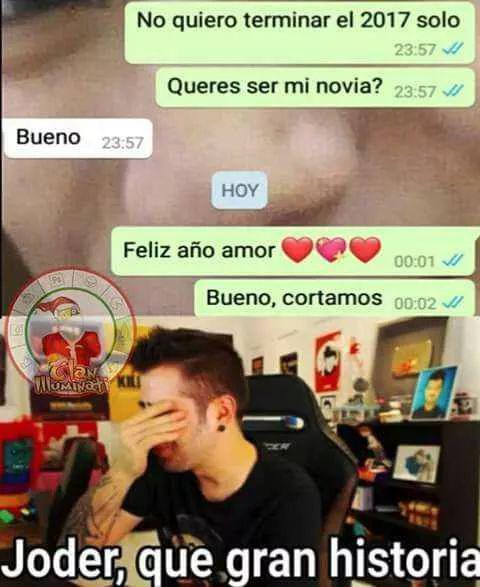 No quiero terminar el 2017 solo
23:57
Queres ser mi novia? 23:57
Bueno 23:57
HOY
Feliz año amor ❤️💘❤️ 00:01
Bueno, cortamos 00:02
Clan
Illuminati
Joder, que gran historia